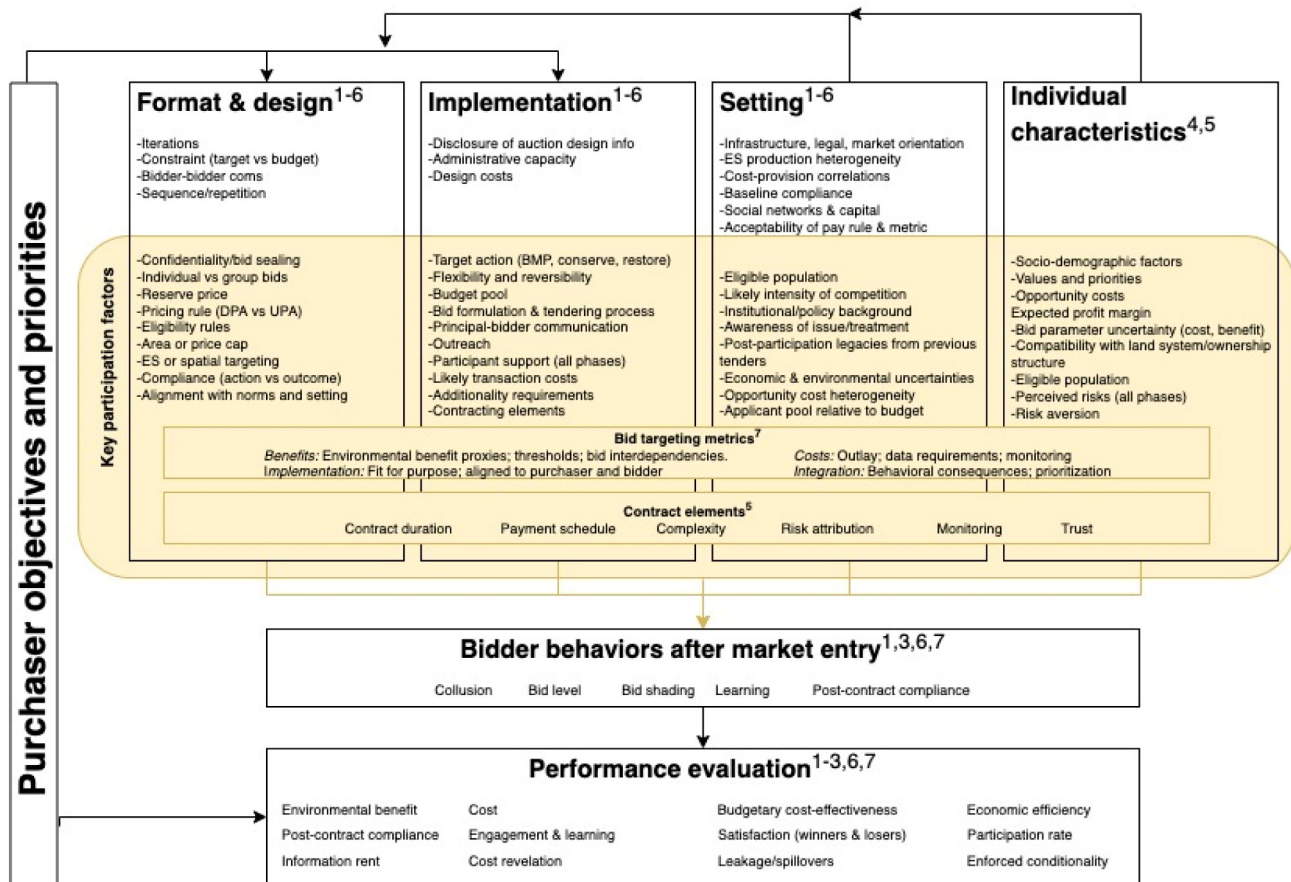 Purchaser objectives and priorities
Format & design1-6
-Iterations
-Constraint (target vs budget)
-Bidder-bidder coms
-Sequence/repetition
Implementation1-6
-Disclosure of auction design info
-Administrative capacity
-Design costs
Setting1-6
-Infrastructure, legal, market orientation
-ES production heterogeneity
-Cost-provision correlations
-Baseline compliance
-Social networks & capital
-Acceptability of pay rule & metric
Individual
characteristics4,5
Key participation factors
-Confidentiality/bid sealing
-Individual vs group bids
-Reserve price
-Pricing rule (DPA vs UPA)
-Eligibility rules
-Area or price cap
-ES or spatial targeting
-Compliance (action vs outcome)
-Alignment with norms and setting
-Target action (BMP, conserve, restore)
-Flexibility and reversibility
-Budget pool
-Bid formulation & tendering process
-Principal-bidder communication
-Outreach
-Participant support (all phases)
-Likely transaction costs
-Additionality requirements
-Contracting elements
-Eligible population
-Likely intensity of competition
-Institutional/policy background
-Awareness of issue/treatment
-Post-participation legacies from previous
tenders
-Economic & environmental uncertainties
-Opportunity cost heterogeneity
-Applicant pool relative to budget
-Socio-demographic factors
-Values and priorities
-Opportunity costs
Expected profit margin
-Bid parameter uncertainty (cost, benefit)
-Compatibility with land system/ownership
structure
-Eligible population
-Perceived risks (all phases)
-Risk aversion
Bid targeting metrics7
Benefits: Environmental benefit proxies; thresholds; bid interdependencies.
Costs: Outlay; data requirements; monitoring
Implementation: Fit for purpose; aligned to purchaser and bidder
Integration: Behavioral consequences; prioritization
Contract elements5
Contract duration Payment schedule Complexity Risk attribution Monitoring Trust
Bidder behaviors after market entry1,3,6,7
Collusion Bid level Bid shading Learning Post-contract compliance
Performance evaluation1-3,6,7
Environmental benefit Cost Budgetary cost-effectiveness Economic efficiency
Post-contract compliance Engagement & learning Satisfaction (winners & losers) Participation rate
Information rent Cost revelation Leakage/spillovers Enforced conditionality